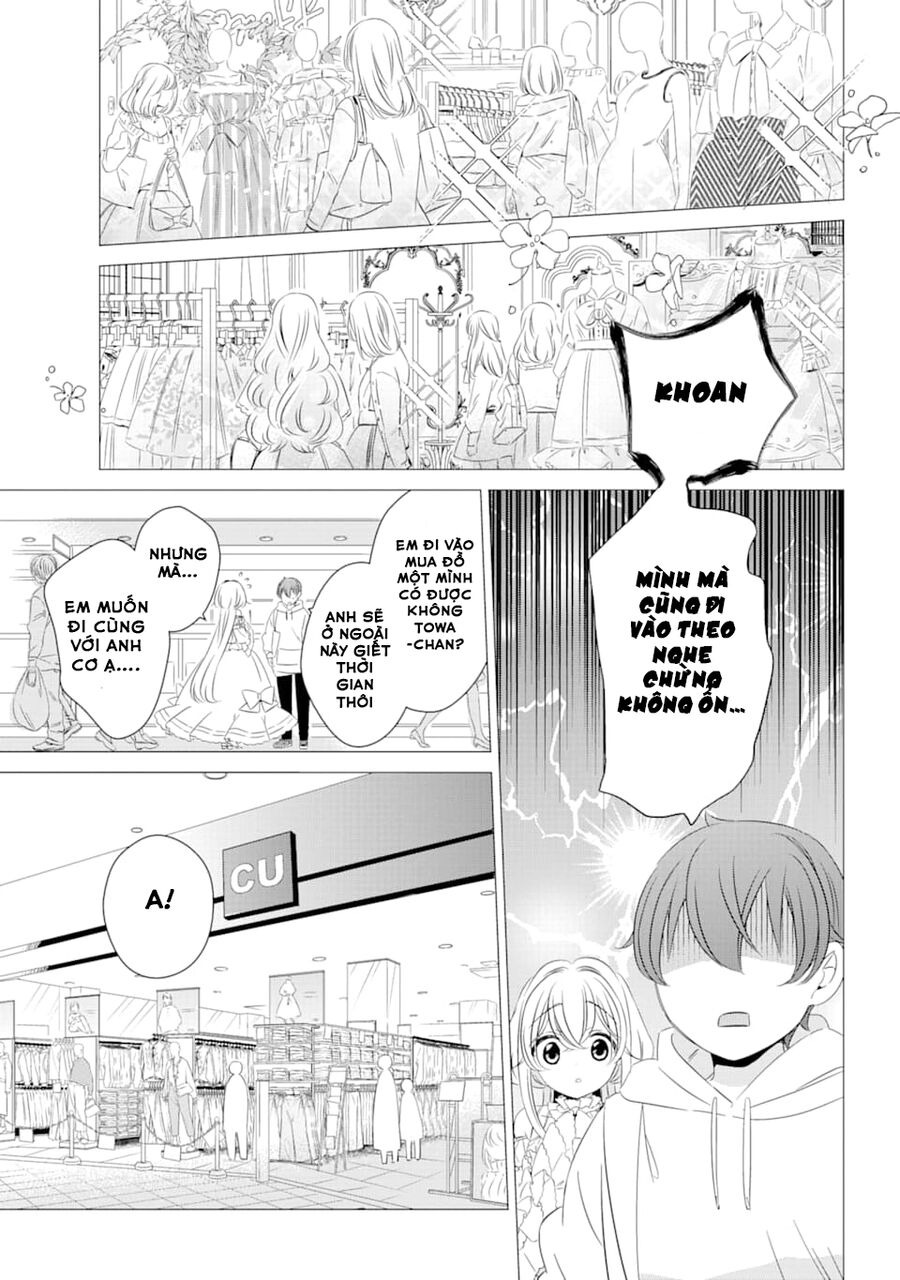 KHOAN
MÌNH MÀ
CŨNG ĐI
VÀO THEO
NGHE
CHỪNG
KHÔNG ỔN...
EM ĐI VÀO
MUA ĐỒ
MỘT MÌNH
CÓ ĐƯỢC
KHÔNG
TOWA
-CHAN?
ANH SẼ
Ở NGOÀI
NÀY GIẾT
THỜI
GIAN
THÔI
NHƯNG
MÀ...
EM MUỐN
ĐI CÙNG
VỚI ANH
CƠ Ạ....
A!
CU